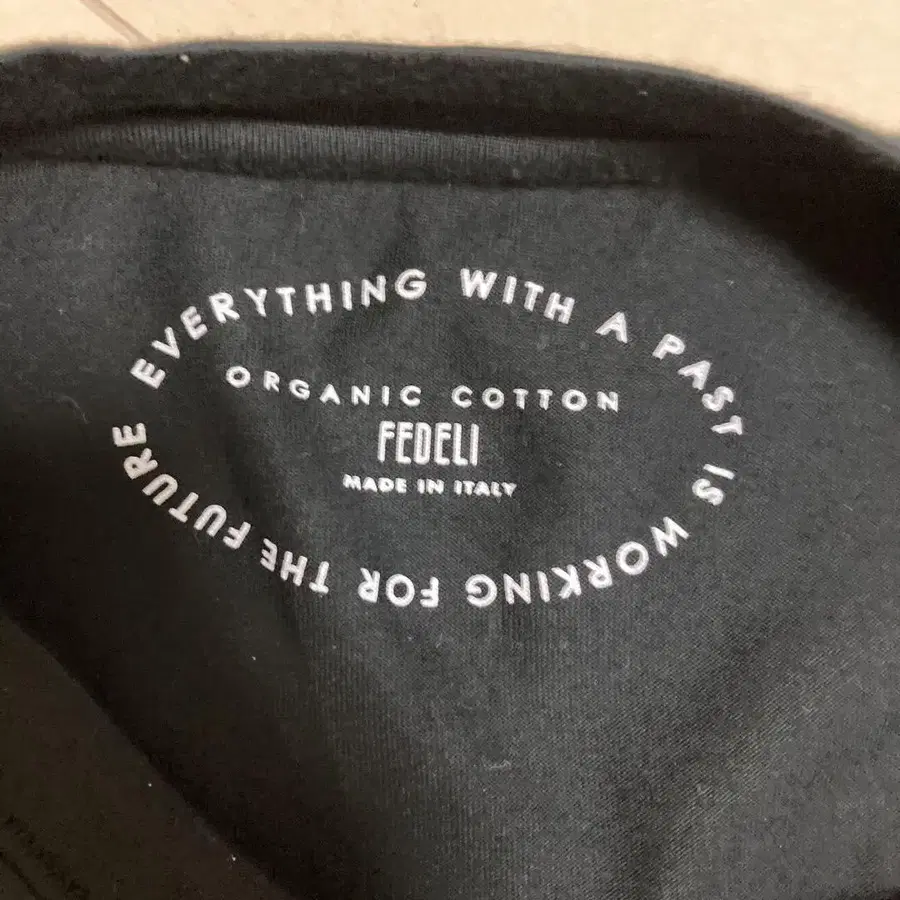 EVERYTHING WITH A PAST IS WORKING FOR THE FUTURE
ORGANIC COTTON
FEDELI
MADE IN ITALY